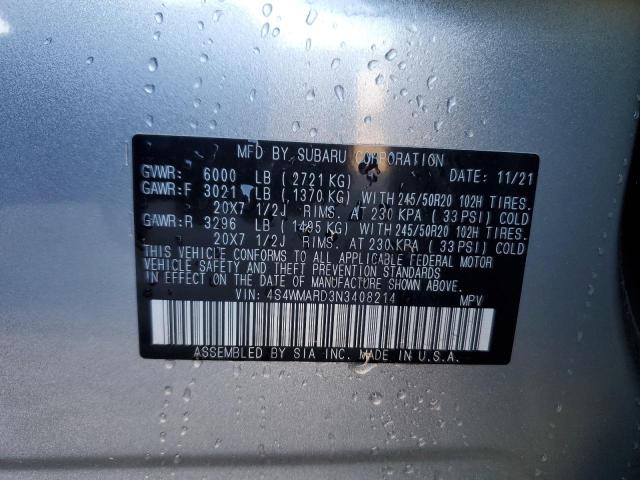 MFD BY SUBARU CORPORATION DATE: 11/21
GVWR: 6000 LB ( 2721 KG)
GAWR:F 3021 LB ( 1370 KG) WITH 245/50R20 102H TIRES.
20X7 1/2J RIMS. AT 230 KPA ( 33 PSI) COLD
GAWR:R 3296 LB ( 1495 KG) WITH 245/50R20 102H TIRES.
20X7 1/2J RIMS. AT 230 KPA ( 33 PSI) COLD
THIS VEHICLE CONFORMS TO ALL APPLICABLE FEDERAL MOTOR
VEHICLE SAFETY AND THEFT PREVENTION STANDARDS
IN EFFECT ON THE DATE OF MANUFACTURE SHOWN ABOVE.
VIN: 4S4WMARD3N3408214 MPV
ASSEMBLED BY SIA INC. MADE IN U.S.A.